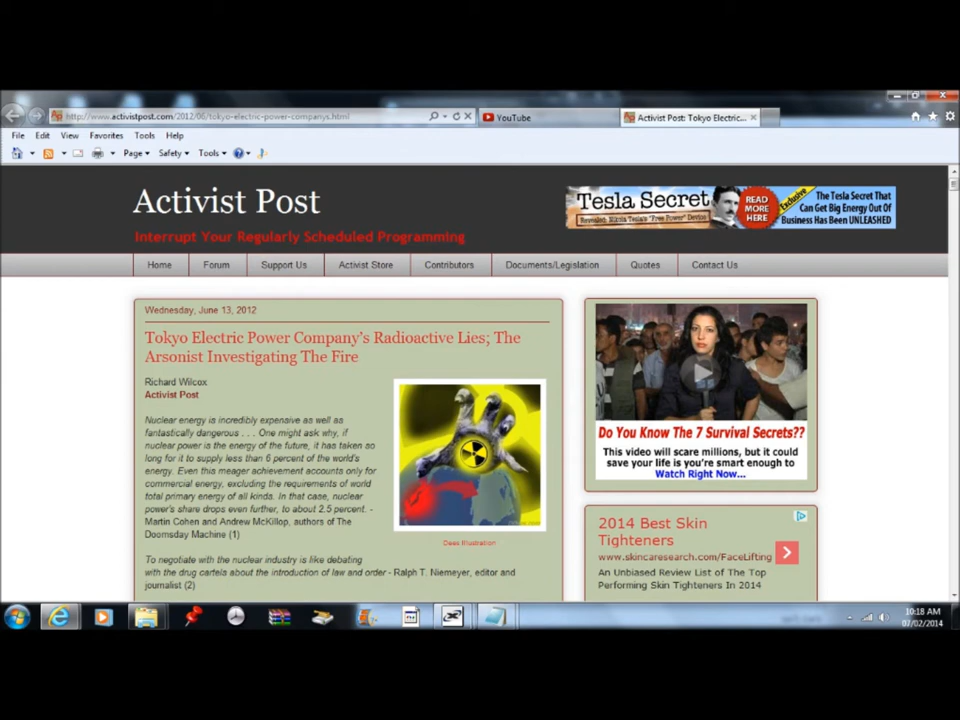 http://www.activistpost.com/2012/06/tokyo-electric-power-companys.html
YouTube
Activist Post: Tokyo Electric...
File Edit View Favorites Tools Help
Page Safety Tools
Activist Post
Interrupt Your Regularly Scheduled Programming
Tesla Secret
Revealed: Nikola Tesla's "Free Power" Device
READ
MORE
HERE
Exclusive
The Tesla Secret That
Can Get Big Energy Out Of
Business Has Been UNLEASHED
Home Forum Support Us Activist Store Contributors Documents/Legislation Quotes Contact Us
Wednesday, June 13, 2012
Tokyo Electric Power Company's Radioactive Lies; The
Arsonist Investigating The Fire
Richard Wilcox
Activist Post
Nuclear energy is incredibly expensive as well as
fantastically dangerous . . . One might ask why, if
nuclear power is the energy of the future, it has taken so
long for it to supply less than 6 percent of the world's
energy. Even this meager achievement accounts only for
commercial energy, excluding the requirements of world
total primary energy of all kinds. In that case, nuclear
power's share drops even further, to about 2.5 percent. -
Martin Cohen and Andrew McKillop, authors of The
Doomsday Machine (1)
Dees Illustration
To negotiate with the nuclear industry is like debating
with the drug cartels about the introduction of law and order - Ralph T. Niemeyer, editor and
journalist (2)
Do You Know The 7 Survival Secrets??
This video will scare millions, but it could
save your life is you're smart enough to
Watch Right Now...
2014 Best Skin
Tighteners
www.skincaresearch.com/FaceLifting
An Unbiased Review List of The Top
Performing Skin Tighteners In 2014
10:18 AM
07/02/2014